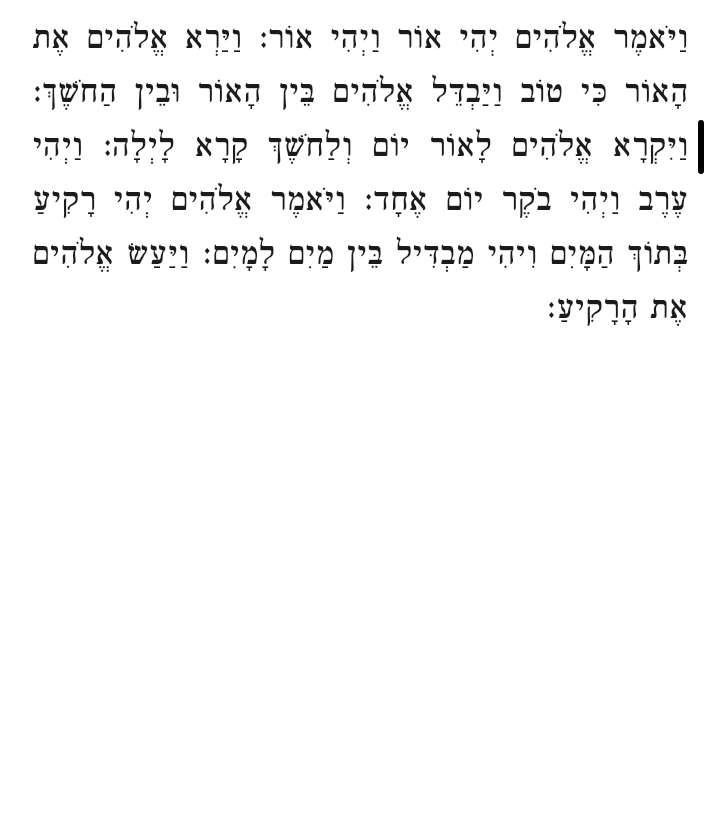 וַיֹּאמֶר אֱלֹהִים יְהִי אוֹר וַיְהִי אוֹר׃ וַיַּרְא אֱלֹהִים אֶת
הָאוֹר כִּי טוֹב וַיַּבְדֵּל אֱלֹהִים בֵּין הָאוֹר וּבֵין הַחֹשֶׁךְ׃
וַיִּקְרָא אֱלֹהִים לָאוֹר יוֹם וְלַחֹשֶׁךְ קָרָא לָיְלָה׃ וַיְהִי
עֶרֶב וַיְהִי בֹקֶר יוֹם אֶחָד׃ וַיֹּאמֶר אֱלֹהִים יְהִי רָקִיעַ
בְּתוֹךְ הַמָּיִם וִיהִי מַבְדִּיל בֵּין מַיִם לָמָיִם׃ וַיַּעַשׂ אֱלֹהִים
אֶת הָרָקִיעַ׃